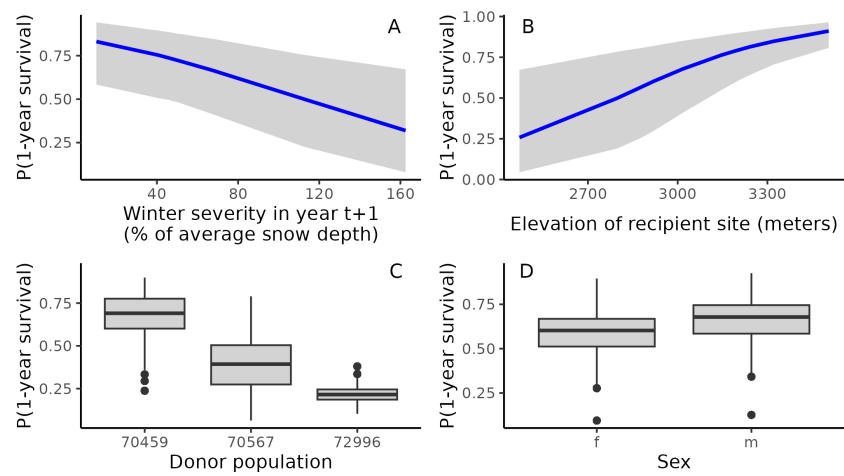 A
P(1-year survival)
0.75
0.50
0.25
40 80 120 160
Winter severity in year t+1
(% of average snow depth)
B
P(1-year survival)
1.00
0.75
0.50
0.25
0.00
2700 3000 3300
Elevation of recipient site (meters)
C
P(1-year survival)
0.75
0.50
0.25
70459 70567 72996
Donor population
D
P(1-year survival)
0.75
0.50
0.25
f m
Sex